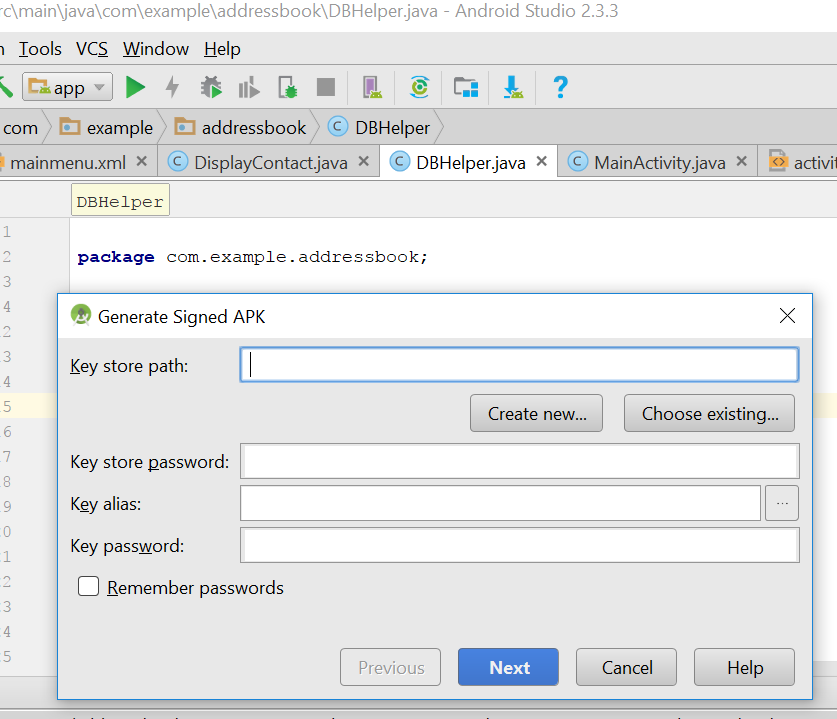 rc\main\java\com\example\addressbook\DBHelper.java - Android Studio 2.3.3
Tools VCS Window Help
app ?
com example addressbook DBHelper
mainmenu.xml DisplayContact.java DBHelper.java MainActivity.java activit
DBHelper
1
2 package com.example.addressbook;
3
4
Generate Signed APK
2
3 Key store path:
4
5 Create new... Choose existing...
6
7 Key store password:
8
9 Key alias: ...
0
1 Key password:
2
3 Remember passwords
4
5
Previous Next Cancel Help